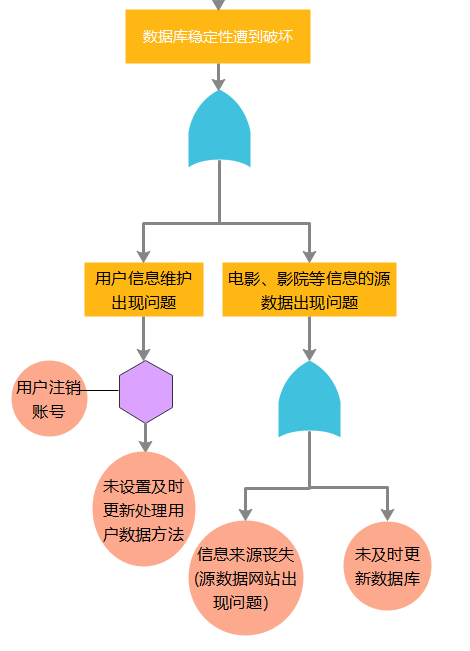 数据库稳定性遭到破坏
用户信息维护
出现问题
电影、影院等信息的源
数据出现问题
用户注销
账号
未设置及时
更新处理用
户数据方法
信息来源丧失
(源数据网站出
现问题)
未及时更
新数据库